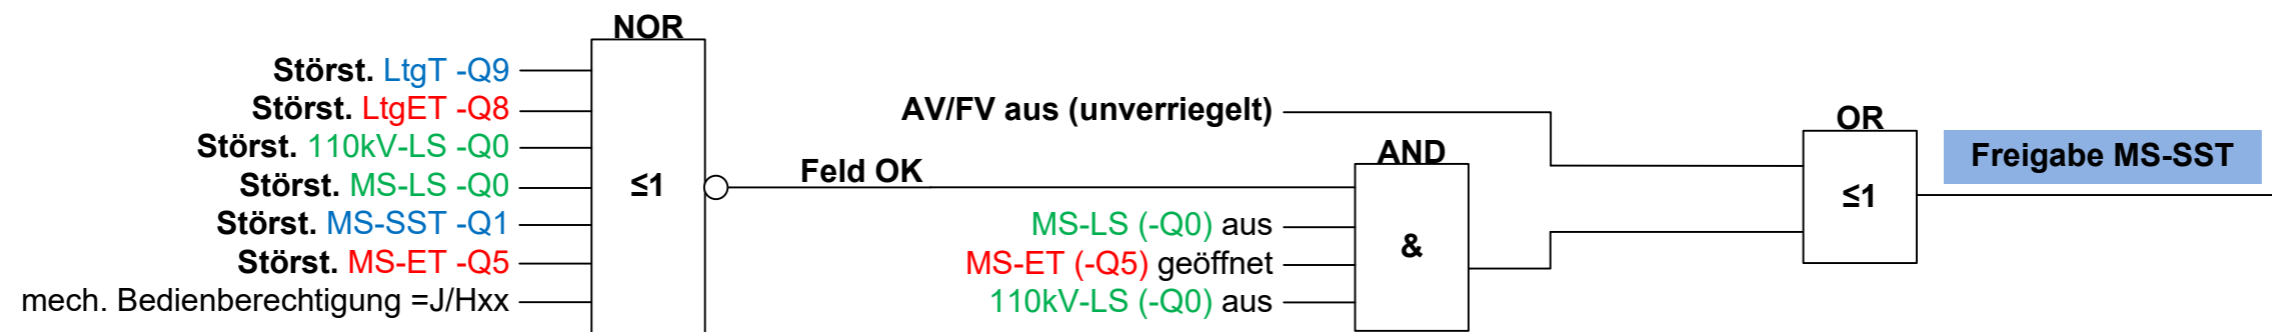 NOR
Störst. LtgT -Q9
Störst. LtgET -Q8
Störst. 110kV-LS -Q0
Störst. MS-LS -Q0
Störst. MS-SST -Q1
Störst. MS-ET -Q5
mech. Bedienberechtigung =J/Hxx
≤1
Feld OK
AV/FV aus (unverriegelt)
AND
MS-LS (-Q0) aus
MS-ET (-Q5) geöffnet
110kV-LS (-Q0) aus
&
OR
≤1
Freigabe MS-SST